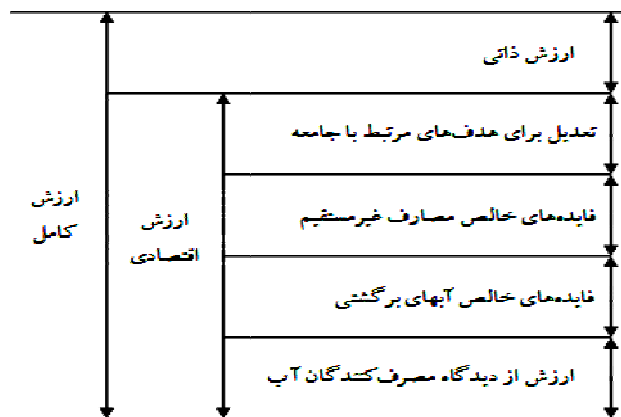 ارزش ذاتی
تعدیل برای هدف‌های مرتبط با جامعه
فایده‌های خالص مصارف غیرمستقیم
فایده‌های خالص آبهای برگشتی
ارزش از دیدگاه مصرف‌کنندگان آب
ارزش
اقتصادی
ارزش
کامل